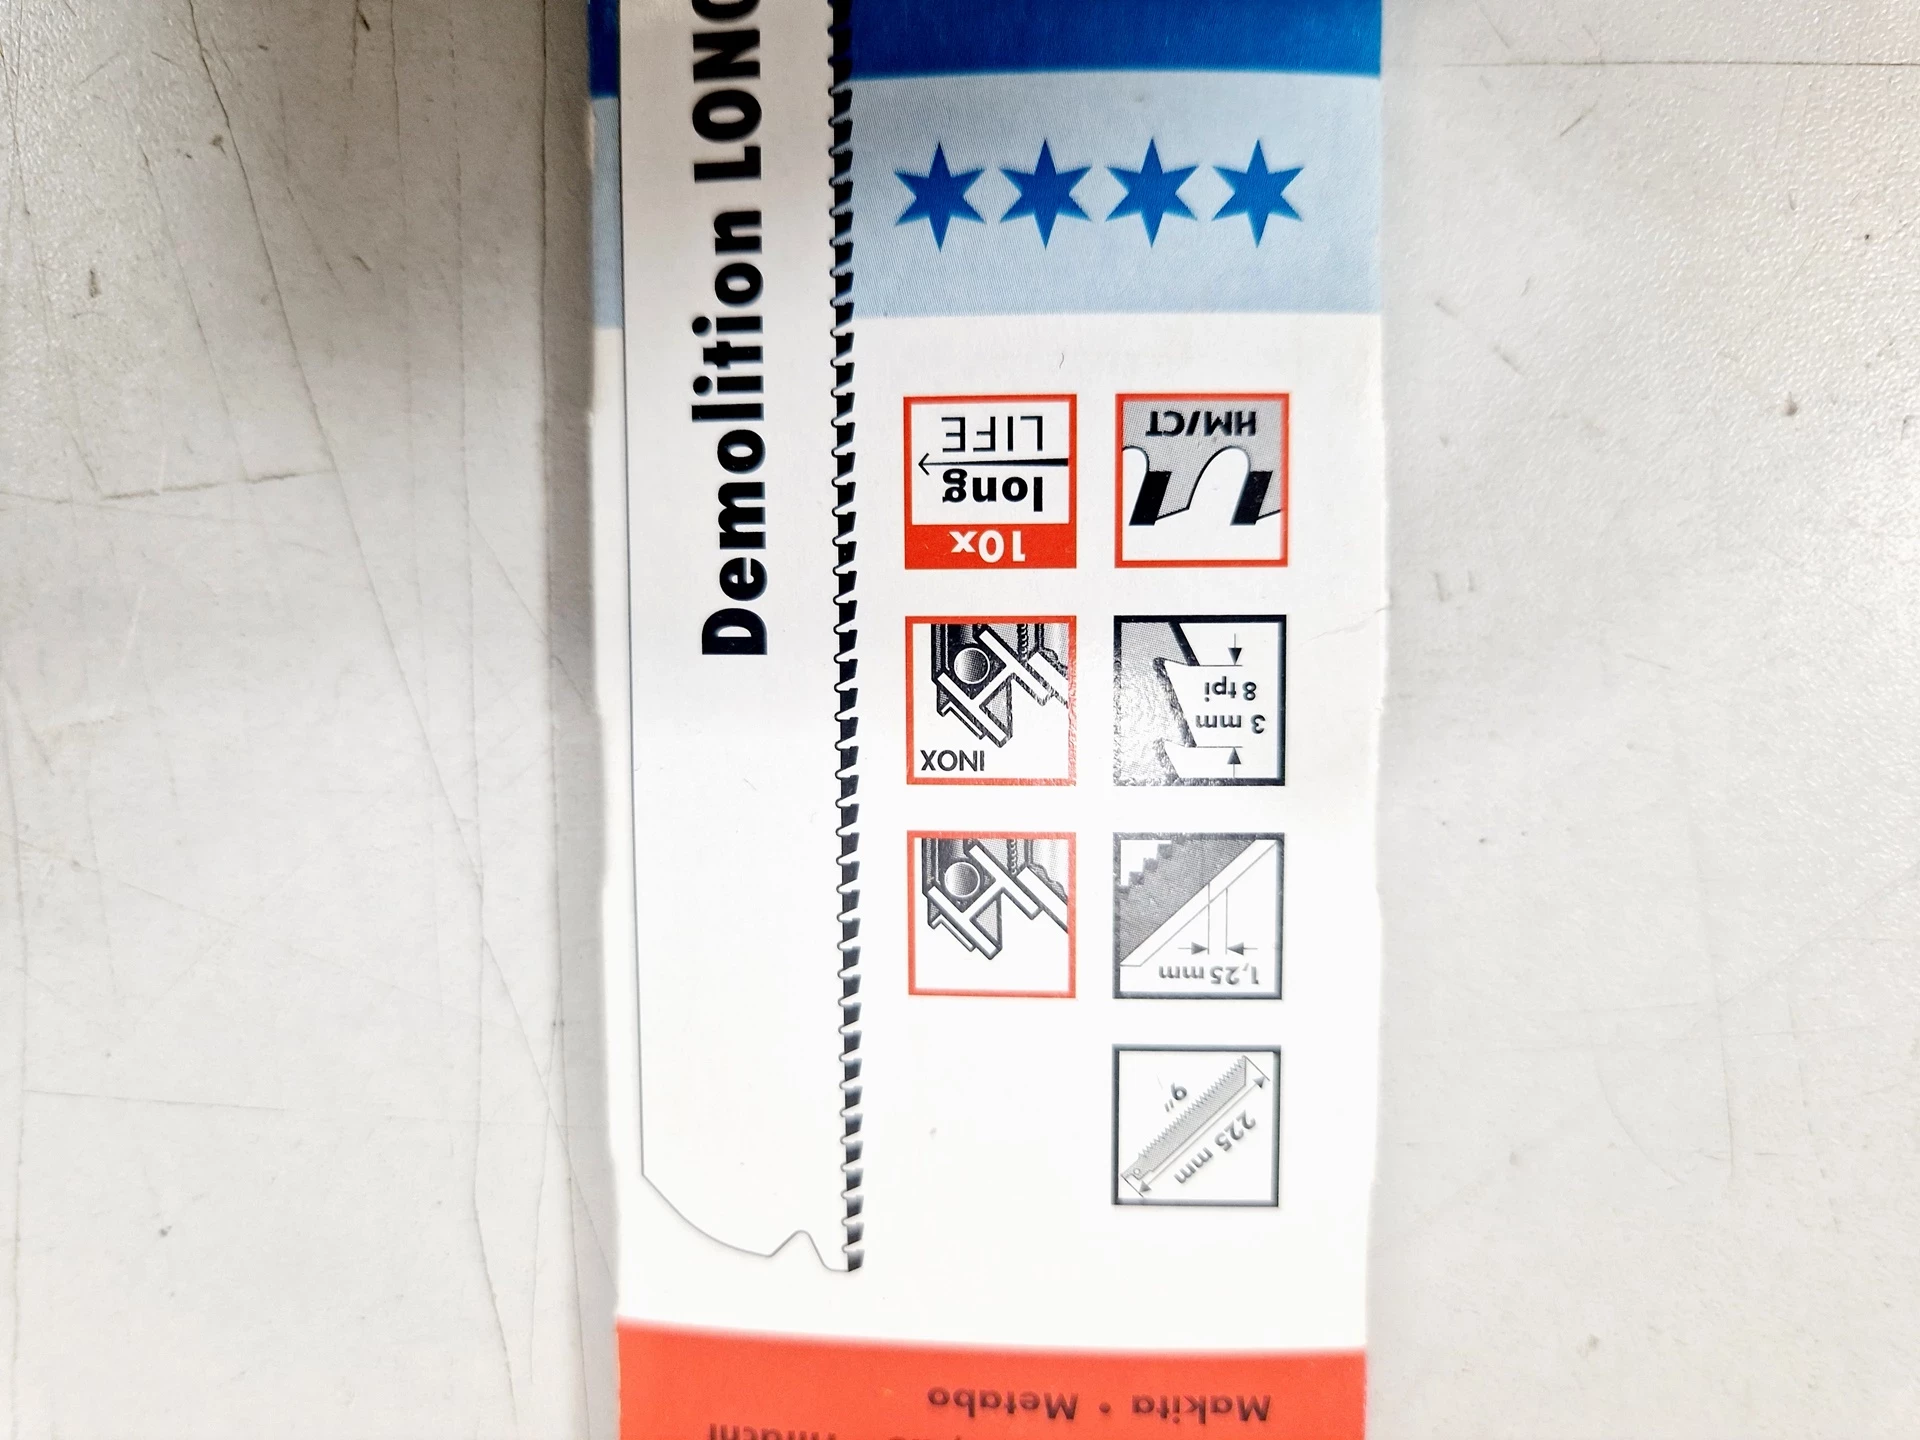 Makita • Metabo
225 mm
9"
1,25 mm
3 mm
8 tpi
INOX
10x
long
LIFE
HM/CT
Demolition LONG